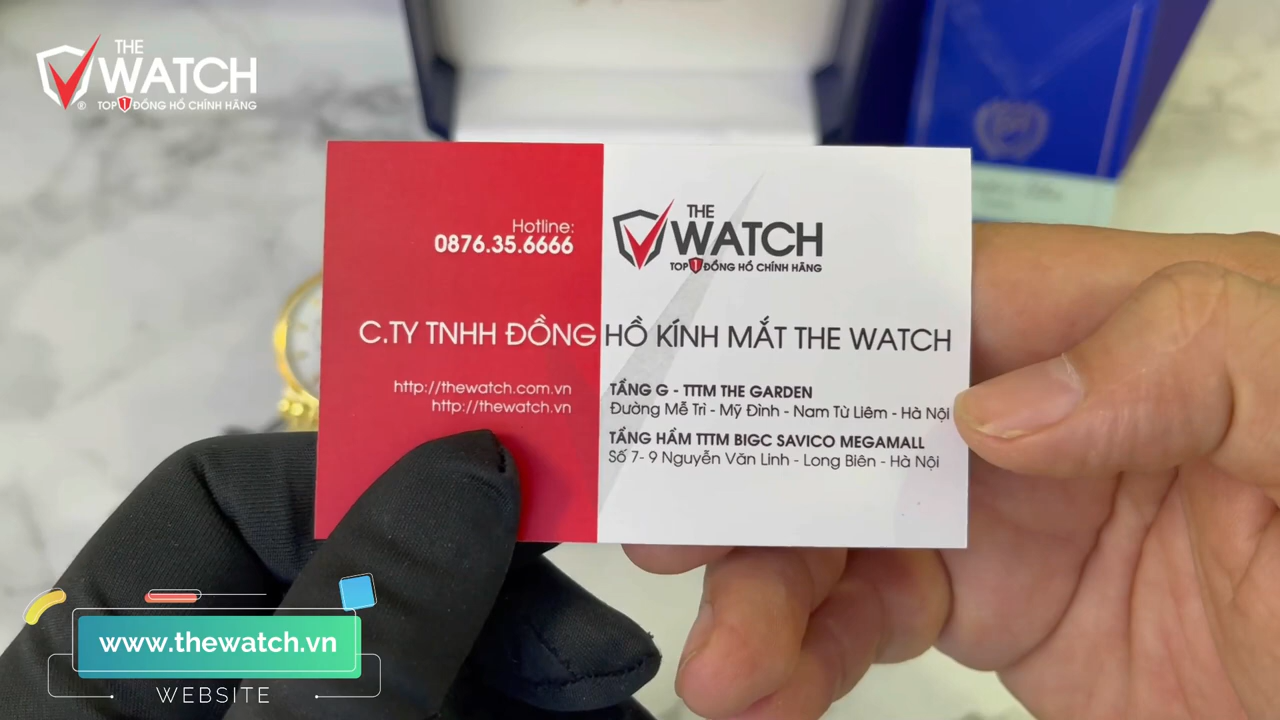 THE
WATCH
TOP 1 ĐỒNG HỒ CHÍNH HÃNG
Hotline:
0876.35.6666
THE
WATCH
TOP 1 ĐỒNG HỒ CHÍNH HÃNG
C.TY TNHH ĐỒNG HỒ KÍNH MẮT THE WATCH
http://thewatch.com.vn
http://thewatch.vn
TẦNG G - TTTM THE GARDEN
Đường Mễ Trì - Mỹ Đình - Nam Từ Liêm - Hà Nội
TẦNG HẦM TTTM BIGC SAVICO MEGAMALL
Số 7- 9 Nguyễn Văn Linh - Long Biên - Hà Nội
www.thewatch.vn
WEBSITE